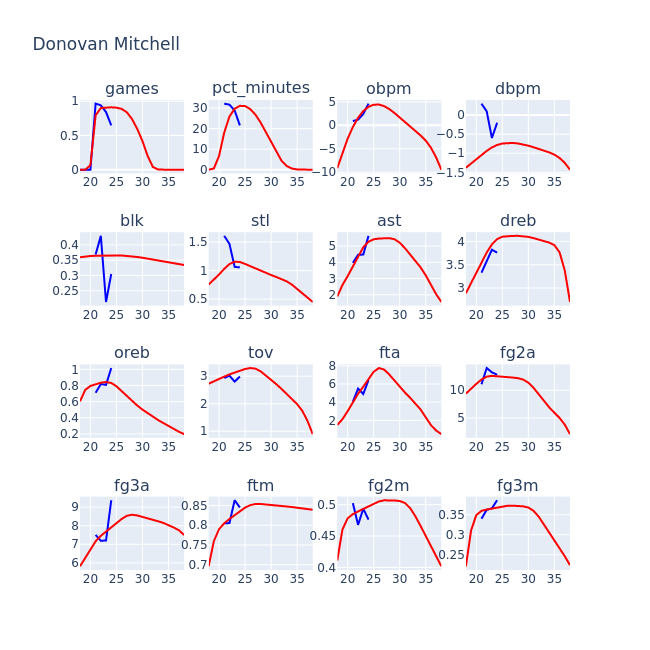 Donovan Mitchell
games pct_minutes obpm dbpm
1 0.5 0 20 25 30 35
30 20 10 0 20 25 30 35
5 0 −5 −10 20 25 30 35
0 −0.5 −1 −1.5 20 25 30 35
blk stl ast dreb
0.4 0.35 0.3 0.25 20 25 30 35
1.5 1 0.5 20 25 30 35
5 4 3 2 20 25 30 35
4 3.5 3 20 25 30 35
oreb tov fta fg2a
1 0.8 0.6 0.4 0.2 20 25 30 35
3 2 1 20 25 30 35
8 6 4 2 20 25 30 35
10 5 20 25 30 35
fg3a ftm fg2m fg3m
9 8 7 6 20 25 30 35
0.85 0.8 0.75 0.7 20 25 30 35
0.5 0.45 0.4 20 25 30 35
0.35 0.3 0.25 20 25 30 35